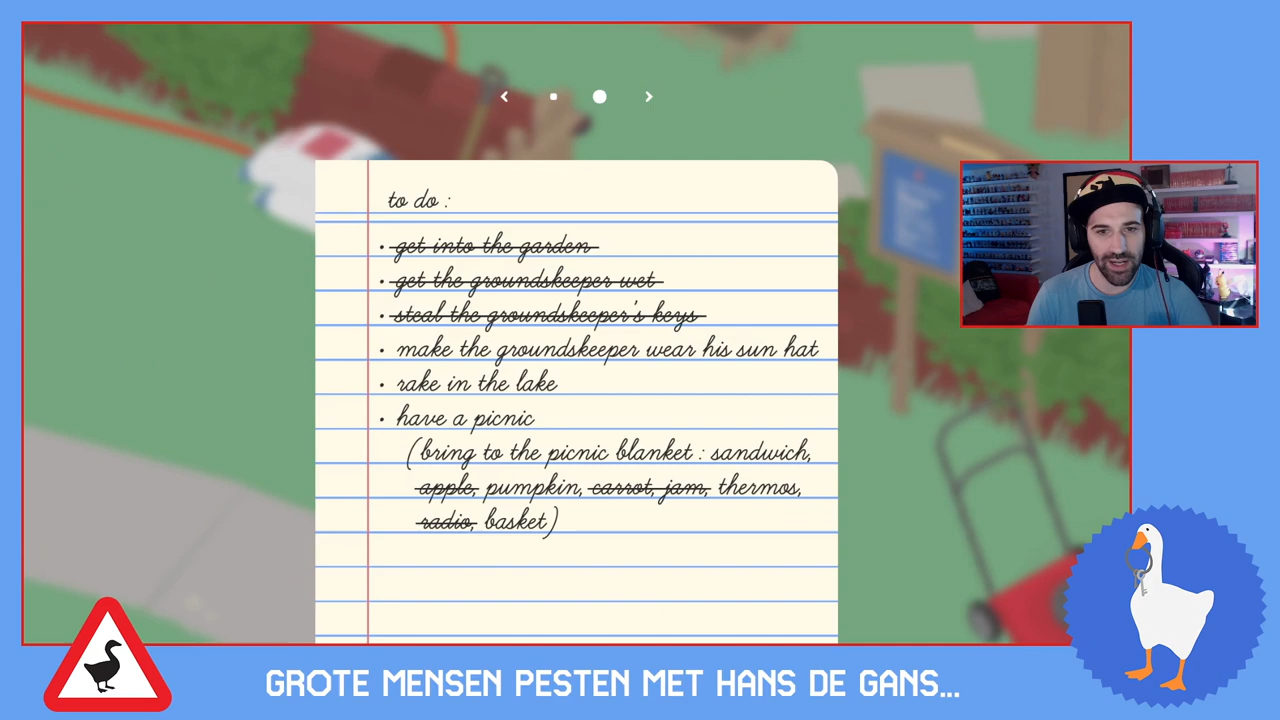 to do :
• get into the garden
• get the groundskeeper wet
• steal the groundskeeper's keys
• make the groundskeeper wear his sun hat
• rake in the lake
• have a picnic
(bring to the picnic blanket : sandwich,
apple, pumpkin, carrot, jam, thermos,
radio, basket)
GROTE MENSEN PESTEN MET HANS DE GANS...